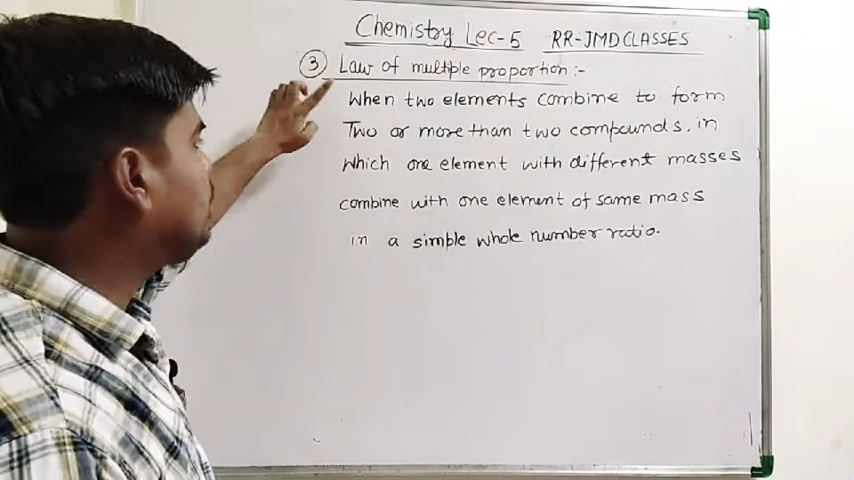 Chemistry Lec-5 RR-JMDCLASSES
3 Law of multiple proportion :-
When two elements combine to form
Two or more than two compounds, in
which one element with different masses
combine with one element of same mass
in a simple whole number ratio.